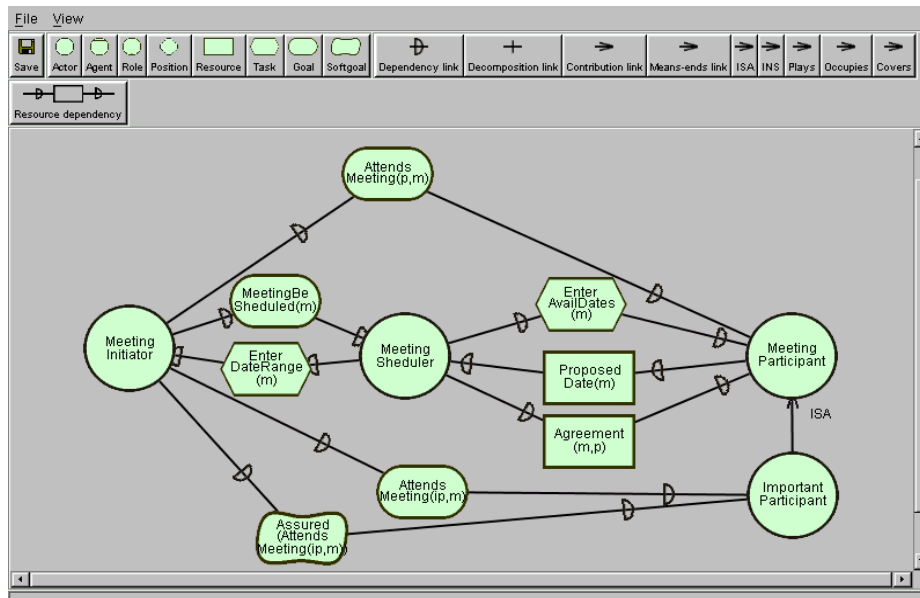 File View
Save Actor Agent Role Position Resource Task Goal Softgoal Dependency link Decomposition link Contribution link Means-ends link ISA INS Plays Occupies Covers
Resource dependency
Attends
Meeting(p,m)
MeetingBe
Sheduled(m)
Enter
AvailDates
(m)
Meeting
Initiator
Enter
DateRange
(m)
Meeting
Sheduler
Proposed
Date(m)
Meeting
Participant
ISA
Agreement
(m,p)
Attends
Meeting(ip,m)
Important
Participant
Assured
(Attends
Meeting(ip,m))